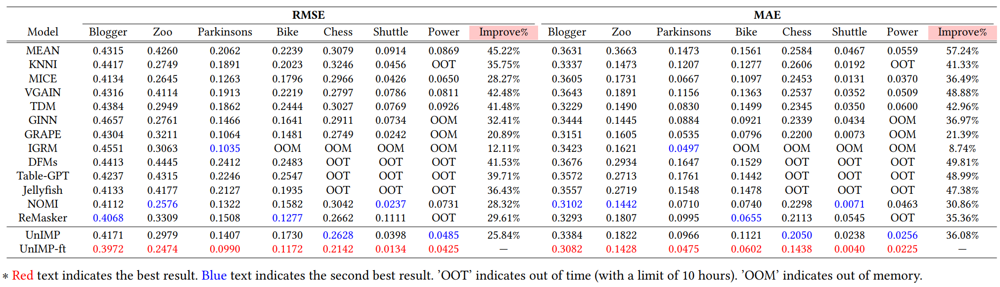 RMSE MAE
Model Blogger Zoo Parkinsons Bike Chess Shuttle Power Improve% Blogger Zoo Parkinsons Bike Chess Shuttle Power Improve%
MEAN 0.4315 0.4260 0.2062 0.2239 0.3079 0.0914 0.0869 45.22% 0.3631 0.3663 0.1473 0.1561 0.2584 0.0467 0.0559 57.24%
KNNI 0.4417 0.2749 0.1891 0.2023 0.3246 0.0456 OOT 35.75% 0.3337 0.1473 0.1207 0.1277 0.2606 0.0192 OOT 41.33%
MICE 0.4134 0.2645 0.1263 0.1796 0.2966 0.0426 0.0650 28.27% 0.3605 0.1731 0.0667 0.1097 0.2453 0.0131 0.0370 36.49%
VGAIN 0.4316 0.4114 0.1913 0.2219 0.2797 0.0786 0.0811 42.48% 0.3643 0.1891 0.1156 0.1363 0.2537 0.0352 0.0509 48.88%
TDM 0.4384 0.2949 0.1862 0.2444 0.3027 0.0769 0.0926 41.48% 0.3229 0.1490 0.0830 0.1499 0.2345 0.0350 0.0600 42.96%
GINN 0.4657 0.2761 0.1466 0.1641 0.2911 0.0734 OOM 32.41% 0.3444 0.1445 0.0884 0.0921 0.2339 0.0434 OOM 36.97%
GRAPE 0.4304 0.3211 0.1064 0.1481 0.2749 0.0242 OOM 20.89% 0.3151 0.1605 0.0535 0.0796 0.2200 0.0073 OOM 21.39%
IGRM 0.4551 0.3063 0.1035 OOM OOM OOM OOM 12.11% 0.3423 0.1621 0.0497 OOM OOM OOM OOM 8.74%
DFMs 0.4413 0.4445 0.2412 0.2483 OOT OOT OOT 41.53% 0.3676 0.2934 0.1647 0.1529 OOT OOT OOT 49.81%
Table-GPT 0.4237 0.4315 0.2246 0.2547 OOT OOT OOT 39.71% 0.3572 0.2713 0.1761 0.1442 OOT OOT OOT 48.99%
Jellyfish 0.4133 0.4177 0.2127 0.1935 OOT OOT OOT 36.43% 0.3557 0.2719 0.1548 0.1478 OOT OOT OOT 47.38%
NOMI 0.4112 0.2576 0.1322 0.1582 0.3042 0.0237 0.0731 28.32% 0.3102 0.1442 0.0710 0.0740 0.2298 0.0071 0.0463 30.86%
ReMasker 0.4068 0.3309 0.1508 0.1277 0.2662 0.1111 OOT 29.61% 0.3293 0.1807 0.0995 0.0655 0.2113 0.0545 OOT 35.36%
UnIMP 0.4171 0.2979 0.1407 0.1730 0.2628 0.0398 0.0485 25.84% 0.3384 0.1822 0.0966 0.1121 0.2050 0.0238 0.0256 36.08%
UnIMP-ft 0.3972 0.2474 0.0990 0.1172 0.2142 0.0134 0.0425 – 0.3082 0.1428 0.0475 0.0602 0.1438 0.0040 0.0225 –
* Red text indicates the best result. Blue text indicates the second best result. 'OOT' indicates out of time (with a limit of 10 hours). 'OOM' indicates out of memory.